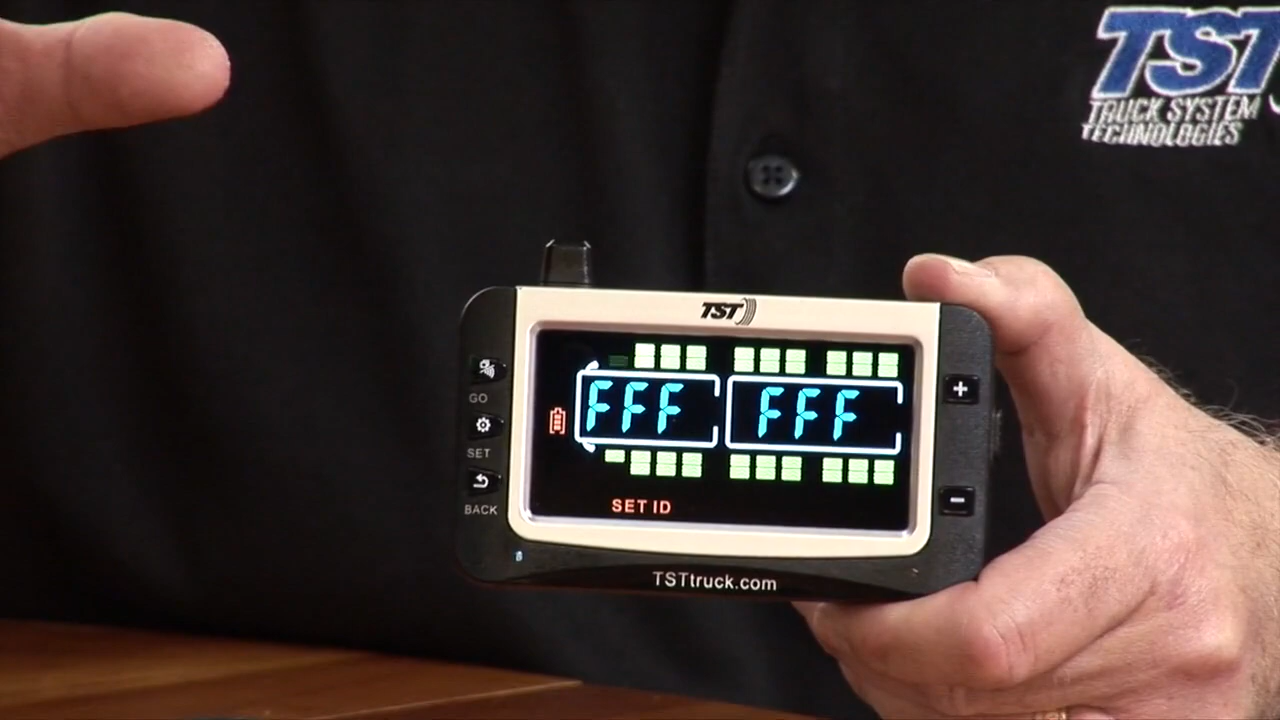 TST
TRUCK SYSTEM
TECHNOLOGIES
TST
GO
SET
BACK
FFF FFF
SET ID
+
-
TSTtruck.com